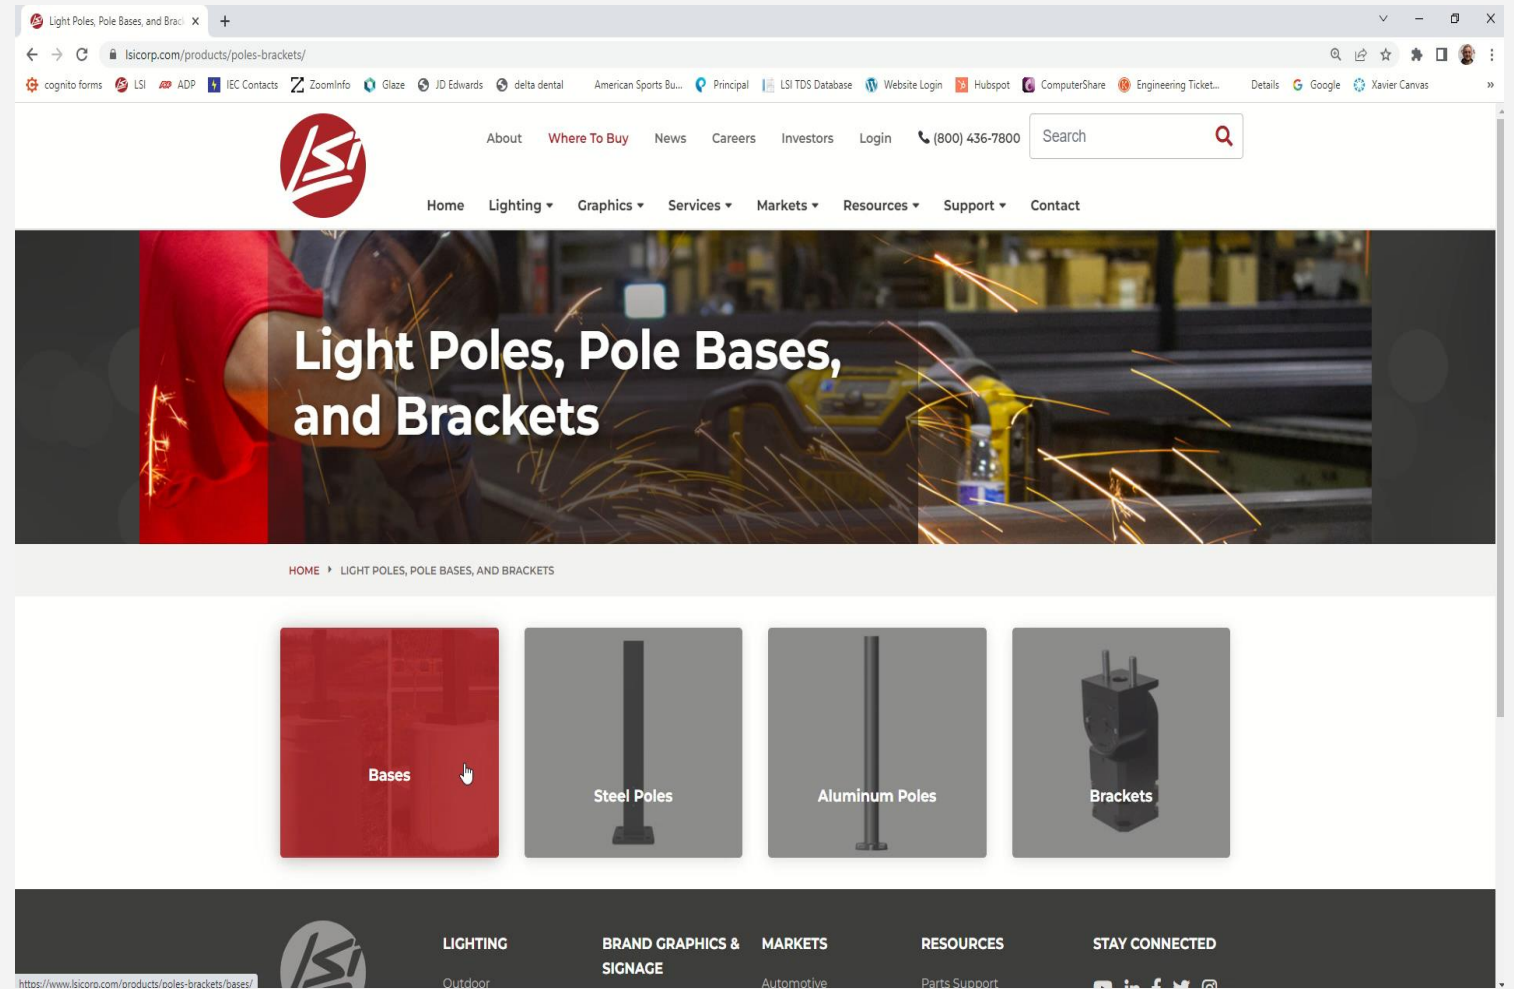 Light Poles, Pole Bases, and Brac
lsicorp.com/products/poles-brackets/
cognito forms LSI ADP IEC Contacts ZoomInfo Glaze JD Edwards delta dental American Sports Bu... Principal LSI TDS Database Website Login Hubspot ComputerShare Engineering Ticket... Details Google Xavier Canvas »
LSI
About Where To Buy News Careers Investors Login (800) 436-7800 Search
Home Lighting Graphics Services Markets Resources Support Contact
Light Poles, Pole Bases,
and Brackets
HOME LIGHT POLES, POLE BASES, AND BRACKETS
Bases
Steel Poles Aluminum Poles Brackets
LSI
LIGHTING BRAND GRAPHICS & MARKETS RESOURCES STAY CONNECTED
SIGNAGE
Outdoor Automotive Parts Support
https://www.lsicorp.com/products/poles-brackets/bases/